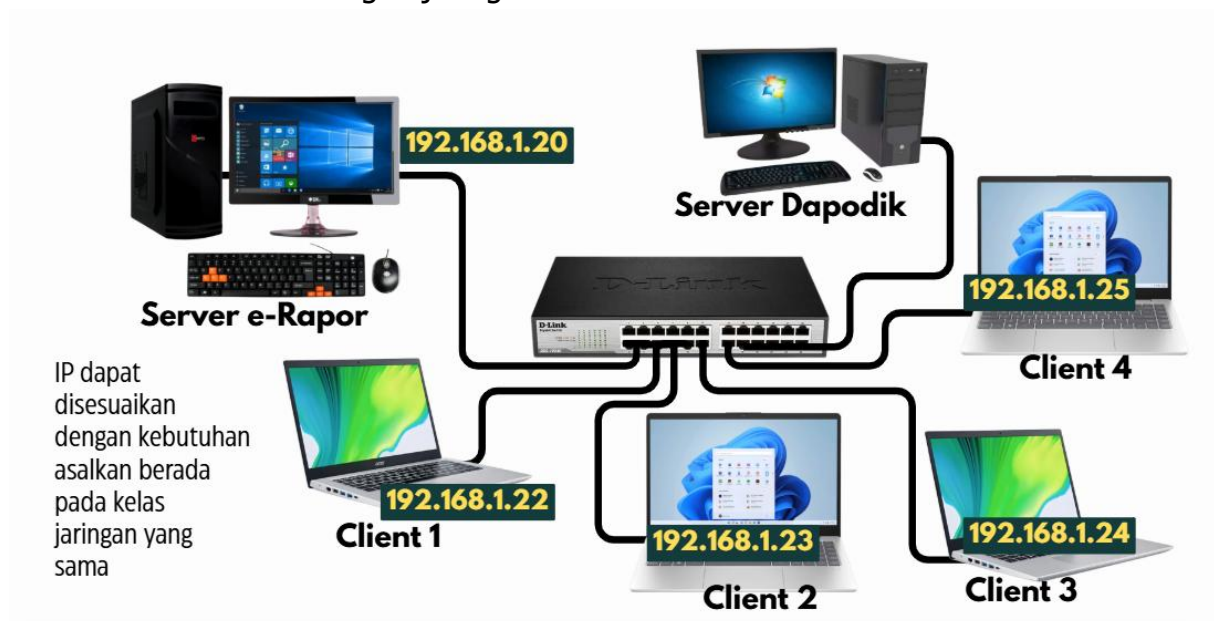 192.168.1.20
Server e-Rapor
Server Dapodik
192.168.1.25
Client 4
D-Link
D-Link
IP dapat
disesuaikan
dengan kebutuhan
asalkan berada
pada kelas
jaringan yang
sama
192.168.1.22
Client 1
192.168.1.23
Client 2
192.168.1.24
Client 3